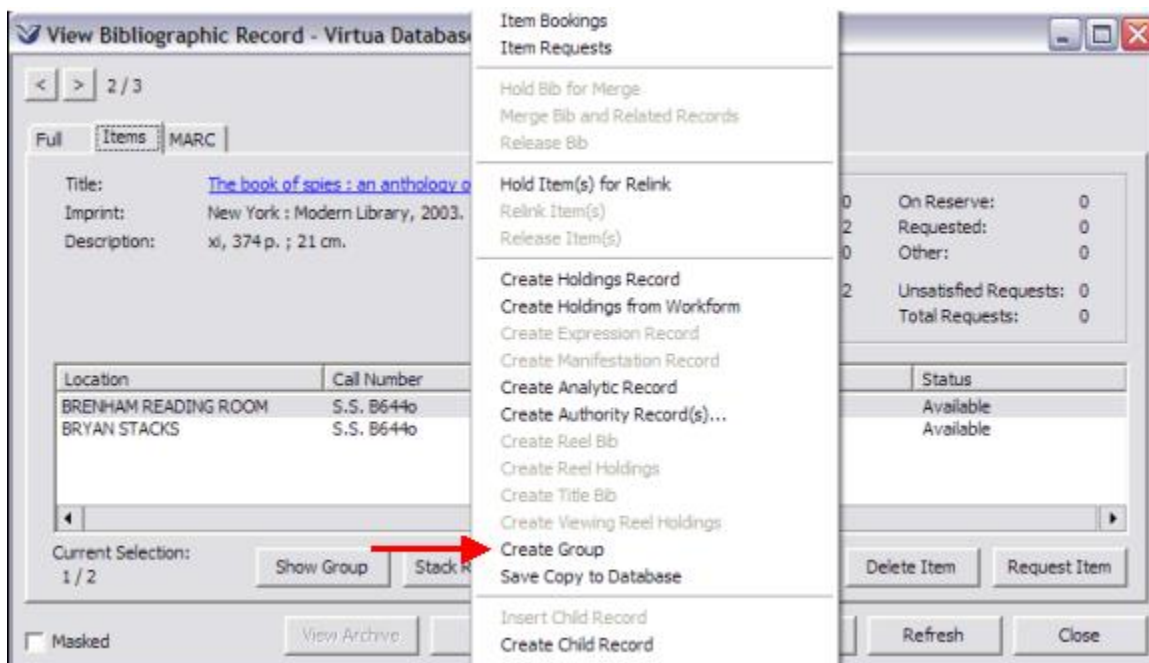 View Bibliographic Record - Virtua Databas
< > 2 / 3
Full Items MARC
Title: The book of spies : an anthology o
Imprint: New York : Modern Library, 2003.
Description: xi, 374 p. ; 21 cm.
0 On Reserve: 0
2 Requested: 0
0 Other: 0
2 Unsatisfied Requests: 0
Total Requests: 0
Location Call Number Status
BRENHAM READING ROOM S.S. B644o Available
BRYAN STACKS S.S. B644o Available
Current Selection:
1 / 2
Show Group Stack R Delete Item Request Item
Masked View Archive Refresh Close
Item Bookings
Item Requests
Hold Bib for Merge
Merge Bib and Related Records
Release Bib
Hold Item(s) for Relink
Relink Item(s)
Release Item(s)
Create Holdings Record
Create Holdings from Workform
Create Expression Record
Create Manifestation Record
Create Analytic Record
Create Authority Record(s)...
Create Reel Bib
Create Reel Holdings
Create Title Bib
Create Viewing Reel Holdings
Create Group
Save Copy to Database
Insert Child Record
Create Child Record